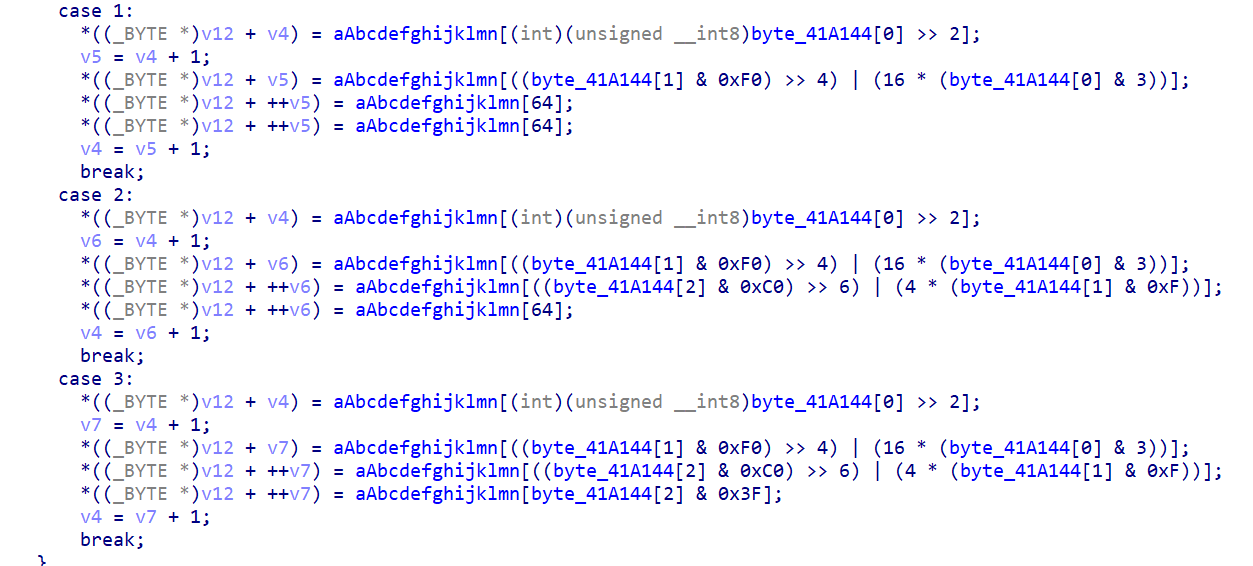 case 1:
*((_BYTE *)v12 + v4) = aAbcdefghijklmn[(int)(unsigned __int8)byte_41A144[0] >> 2];
v5 = v4 + 1;
*((_BYTE *)v12 + v5) = aAbcdefghijklmn[((byte_41A144[1] & 0xF0) >> 4) | (16 * (byte_41A144[0] & 3))];
*((_BYTE *)v12 + ++v5) = aAbcdefghijklmn[64];
*((_BYTE *)v12 + ++v5) = aAbcdefghijklmn[64];
v4 = v5 + 1;
break;
case 2:
*((_BYTE *)v12 + v4) = aAbcdefghijklmn[(int)(unsigned __int8)byte_41A144[0] >> 2];
v6 = v4 + 1;
*((_BYTE *)v12 + v6) = aAbcdefghijklmn[((byte_41A144[1] & 0xF0) >> 4) | (16 * (byte_41A144[0] & 3))];
*((_BYTE *)v12 + ++v6) = aAbcdefghijklmn[((byte_41A144[2] & 0xC0) >> 6) | (4 * (byte_41A144[1] & 0xF))];
*((_BYTE *)v12 + ++v6) = aAbcdefghijklmn[64];
v4 = v6 + 1;
break;
case 3:
*((_BYTE *)v12 + v4) = aAbcdefghijklmn[(int)(unsigned __int8)byte_41A144[0] >> 2];
v7 = v4 + 1;
*((_BYTE *)v12 + v7) = aAbcdefghijklmn[((byte_41A144[1] & 0xF0) >> 4) | (16 * (byte_41A144[0] & 3))];
*((_BYTE *)v12 + ++v7) = aAbcdefghijklmn[((byte_41A144[2] & 0xC0) >> 6) | (4 * (byte_41A144[1] & 0xF))];
*((_BYTE *)v12 + ++v7) = aAbcdefghijklmn[byte_41A144[2] & 0x3F];
v4 = v7 + 1;
break;
}